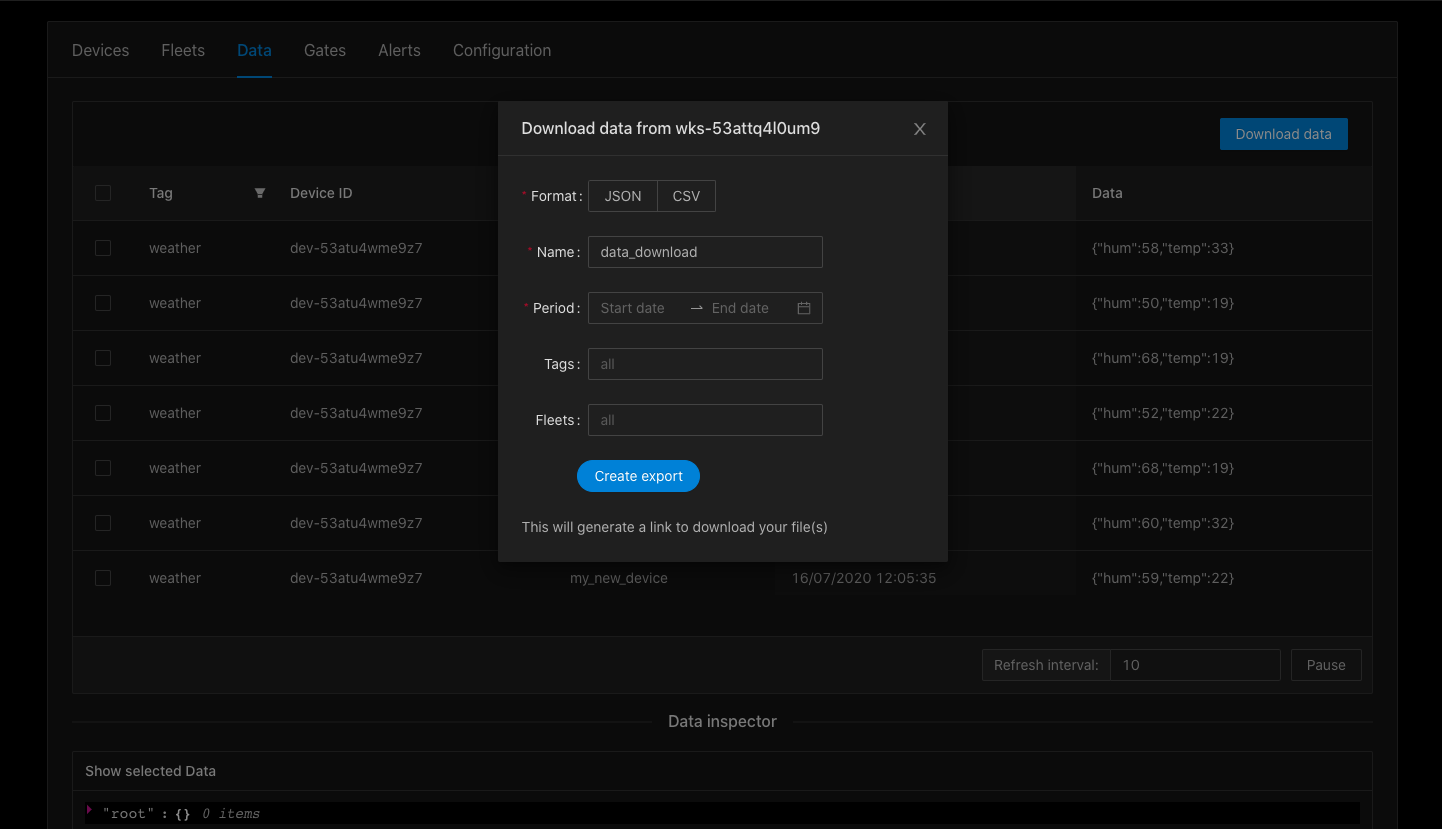 Devices Fleets Data Gates Alerts Configuration
Download data from wks-53attq4l0um9
Download data
Tag Device ID Data
* Format: JSON CSV
weather dev-53atu4wme9z7 {"hum":58,"temp":33}
* Name: data_download
weather dev-53atu4wme9z7 {"hum":50,"temp":19}
* Period: Start date → End date
weather dev-53atu4wme9z7 {"hum":68,"temp":19}
Tags: all
weather dev-53atu4wme9z7 {"hum":52,"temp":22}
Fleets: all
weather dev-53atu4wme9z7 {"hum":68,"temp":19}
Create export
weather dev-53atu4wme9z7 {"hum":60,"temp":32}
This will generate a link to download your file(s)
weather dev-53atu4wme9z7 my_new_device 16/07/2020 12:05:35 {"hum":59,"temp":22}
Refresh interval: 10 Pause
Data inspector
Show selected Data
"root" : {} 0 items